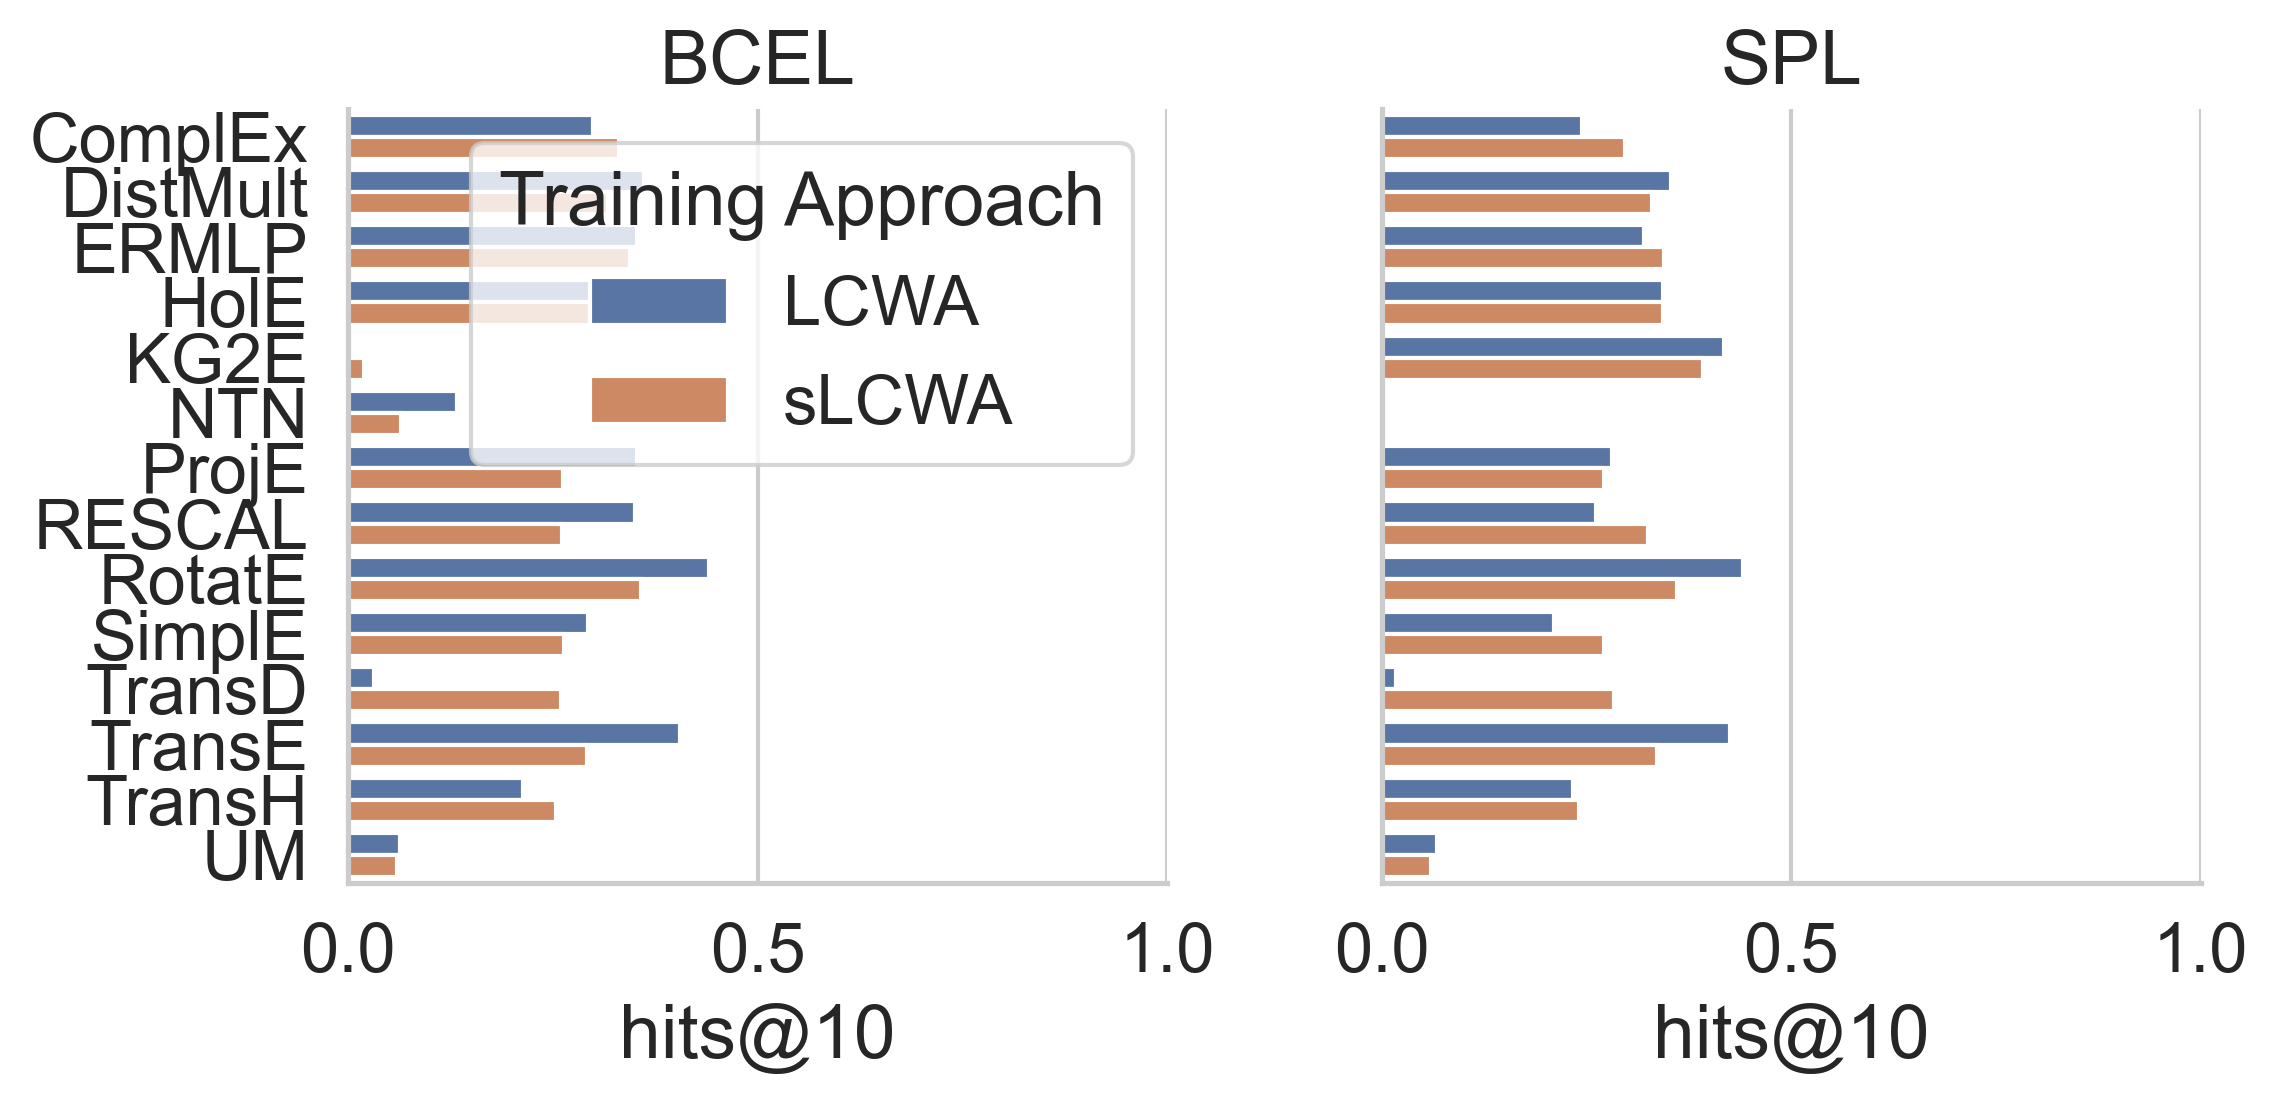 BCEL
SPL
ComplEx
DistMult
ERMLP
HolE
KG2E
NTN
ProjE
RESCAL
RotatE
SimplE
TransD
TransE
TransH
UM
Training Approach
LCWA
sLCWA
0.0 0.5 1.0
0.0 0.5 1.0
hits@10
hits@10